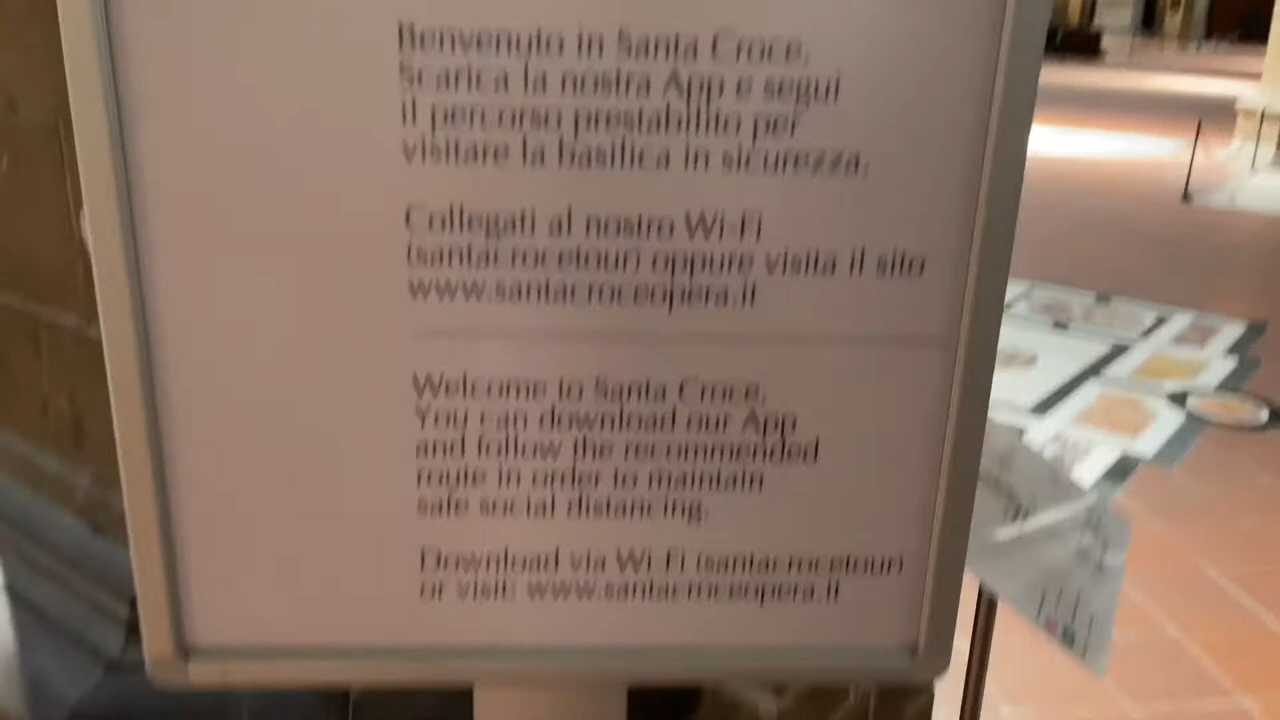 Benvenuto in Santa Croce,
Scarica la nostra App e segui
il percorso prestabilito per
visitare la basilica in sicurezza.
Collegati al nostro Wi-Fi
(santacrocetour) oppure visita il sito
www.santacroceopera.it
Welcome to Santa Croce,
You can download our App
and follow the recommended
route in order to maintain
safe social distancing.
Download via Wi-Fi (santacrocetour)
or visit: www.santacroceopera.it